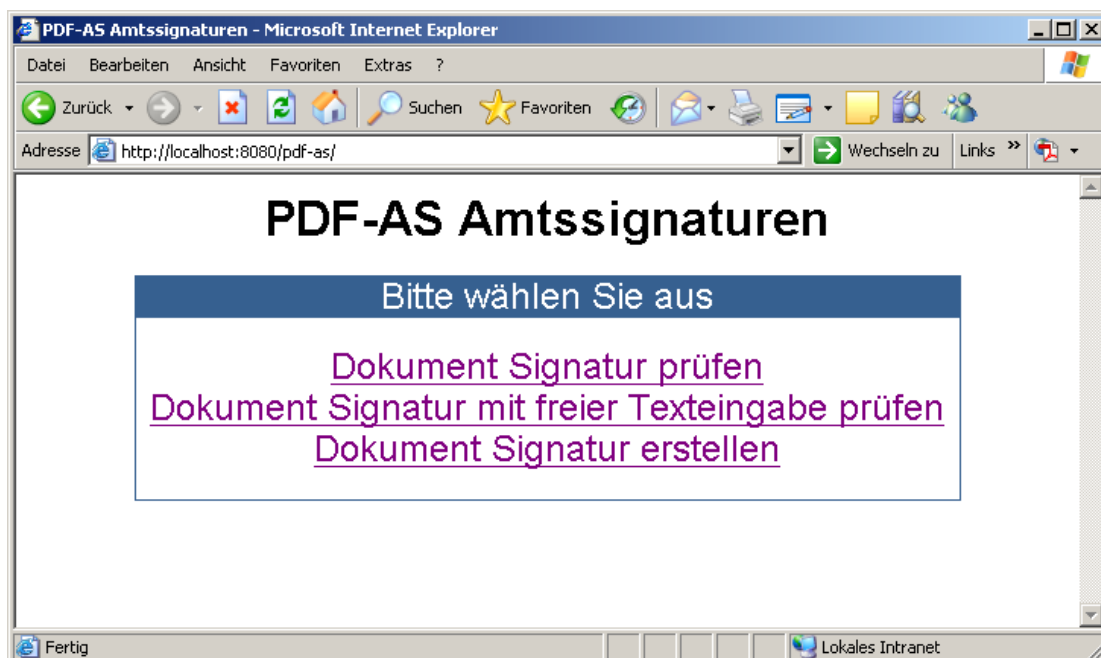 PDF-AS Amtssignaturen - Microsoft Internet Explorer
Datei Bearbeiten Ansicht Favoriten Extras ?
Zurück Suchen Favoriten
Adresse http://localhost:8080/pdf-as/ Wechseln zu Links »
PDF-AS Amtssignaturen
Bitte wählen Sie aus
Dokument Signatur prüfen
Dokument Signatur mit freier Texteingabe prüfen
Dokument Signatur erstellen
Fertig Lokales Intranet